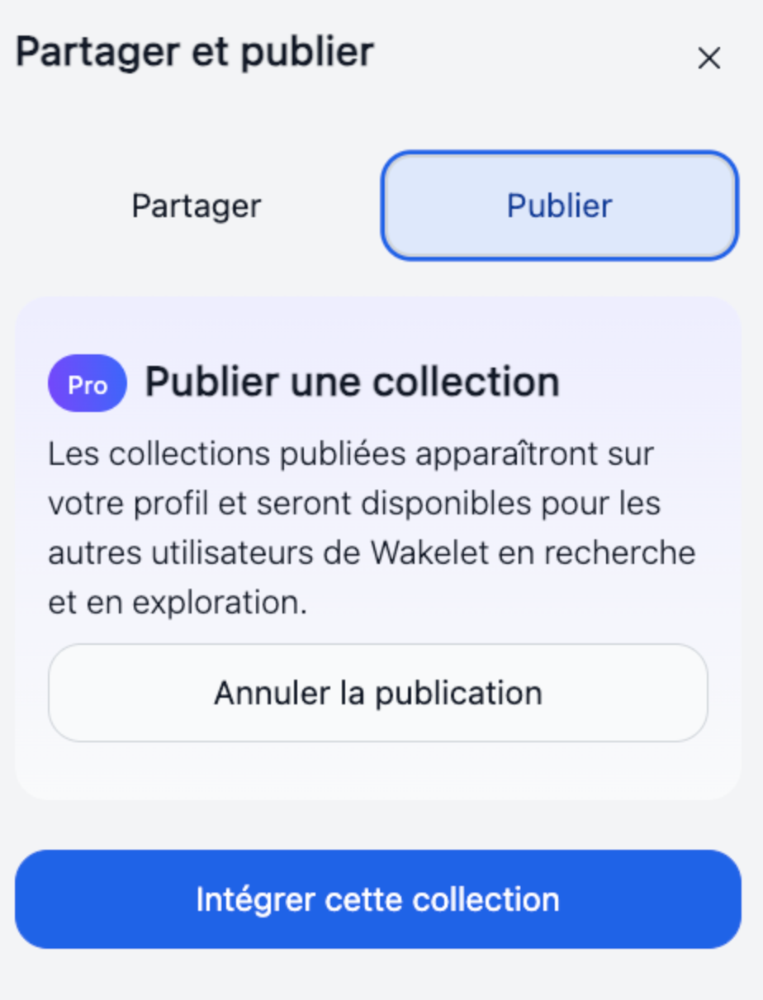 Partager et publier
Partager
Publier
Pro Publier une collection
Les collections publiées apparaîtront sur
votre profil et seront disponibles pour les
autres utilisateurs de Wakelet en recherche
et en exploration.
Annuler la publication
Intégrer cette collection